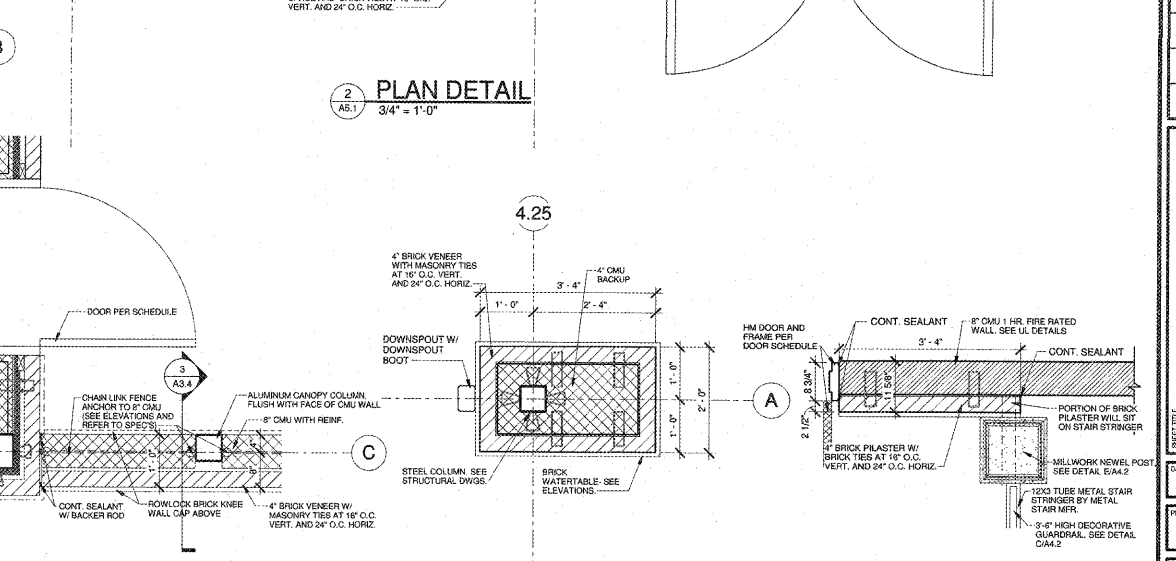 VERT. AND 24" O.C. HORIZ.
2
A5.1
PLAN DETAIL
3/4" = 1'-0"
4.25
4" BRICK VENEER
WITH MASONRY TIES
AT 16" O.C. VERT.
AND 24" O.C. HORIZ.
4" CMU
BACKUP
3' - 4"
1' - 0"
2' - 4"
DOOR PER SCHEDULE
DOWNSPOUT W/
DOWNSPOUT
BOOT
1' - 0"
1' - 0"
2' - 0"
A
STEEL COLUMN. SEE
STRUCTURAL DWGS.
BRICK
WATERTABLE- SEE
ELEVATIONS.
3
A3.4
CHAIN LINK FENCE
ANCHOR TO 8" CMU
(SEE ELEVATIONS AND
REFER TO SPEC'S)
ALUMINUM CANOPY COLUMN.
FLUSH WITH FACE OF CMU WALL
8" CMU WITH REINF.
1' - 0"
4"
8"
C
CONT. SEALANT
W/ BACKER ROD
ROWLOCK BRICK KNEE
WALL CAP ABOVE
4" BRICK VENEER W/
MASONRY TIES AT 16" O.C.
VERT. AND 24" O.C. HORIZ.
HM DOOR AND
FRAME PER
DOOR SCHEDULE
CONT. SEALANT
8" CMU 1 HR. FIRE RATED
WALL. SEE UL DETAILS
3' - 4"
CONT. SEALANT
8 3/4"
11 5/8"
2 1/2"
PORTION OF BRICK
PILASTER WILL SIT
ON STAIR STRINGER
4" BRICK PILASTER W/
BRICK TIES AT 16" O.C.
VERT. AND 24" O.C. HORIZ.
MILLWORK NEWEL POST.
SEE DETAIL E/A4.2
12X3 TUBE METAL STAIR
STRINGER BY METAL
STAIR MFR.
3'-6" HIGH DECORATIVE
GUARDRAIL. SEE DETAIL
C/A4.2